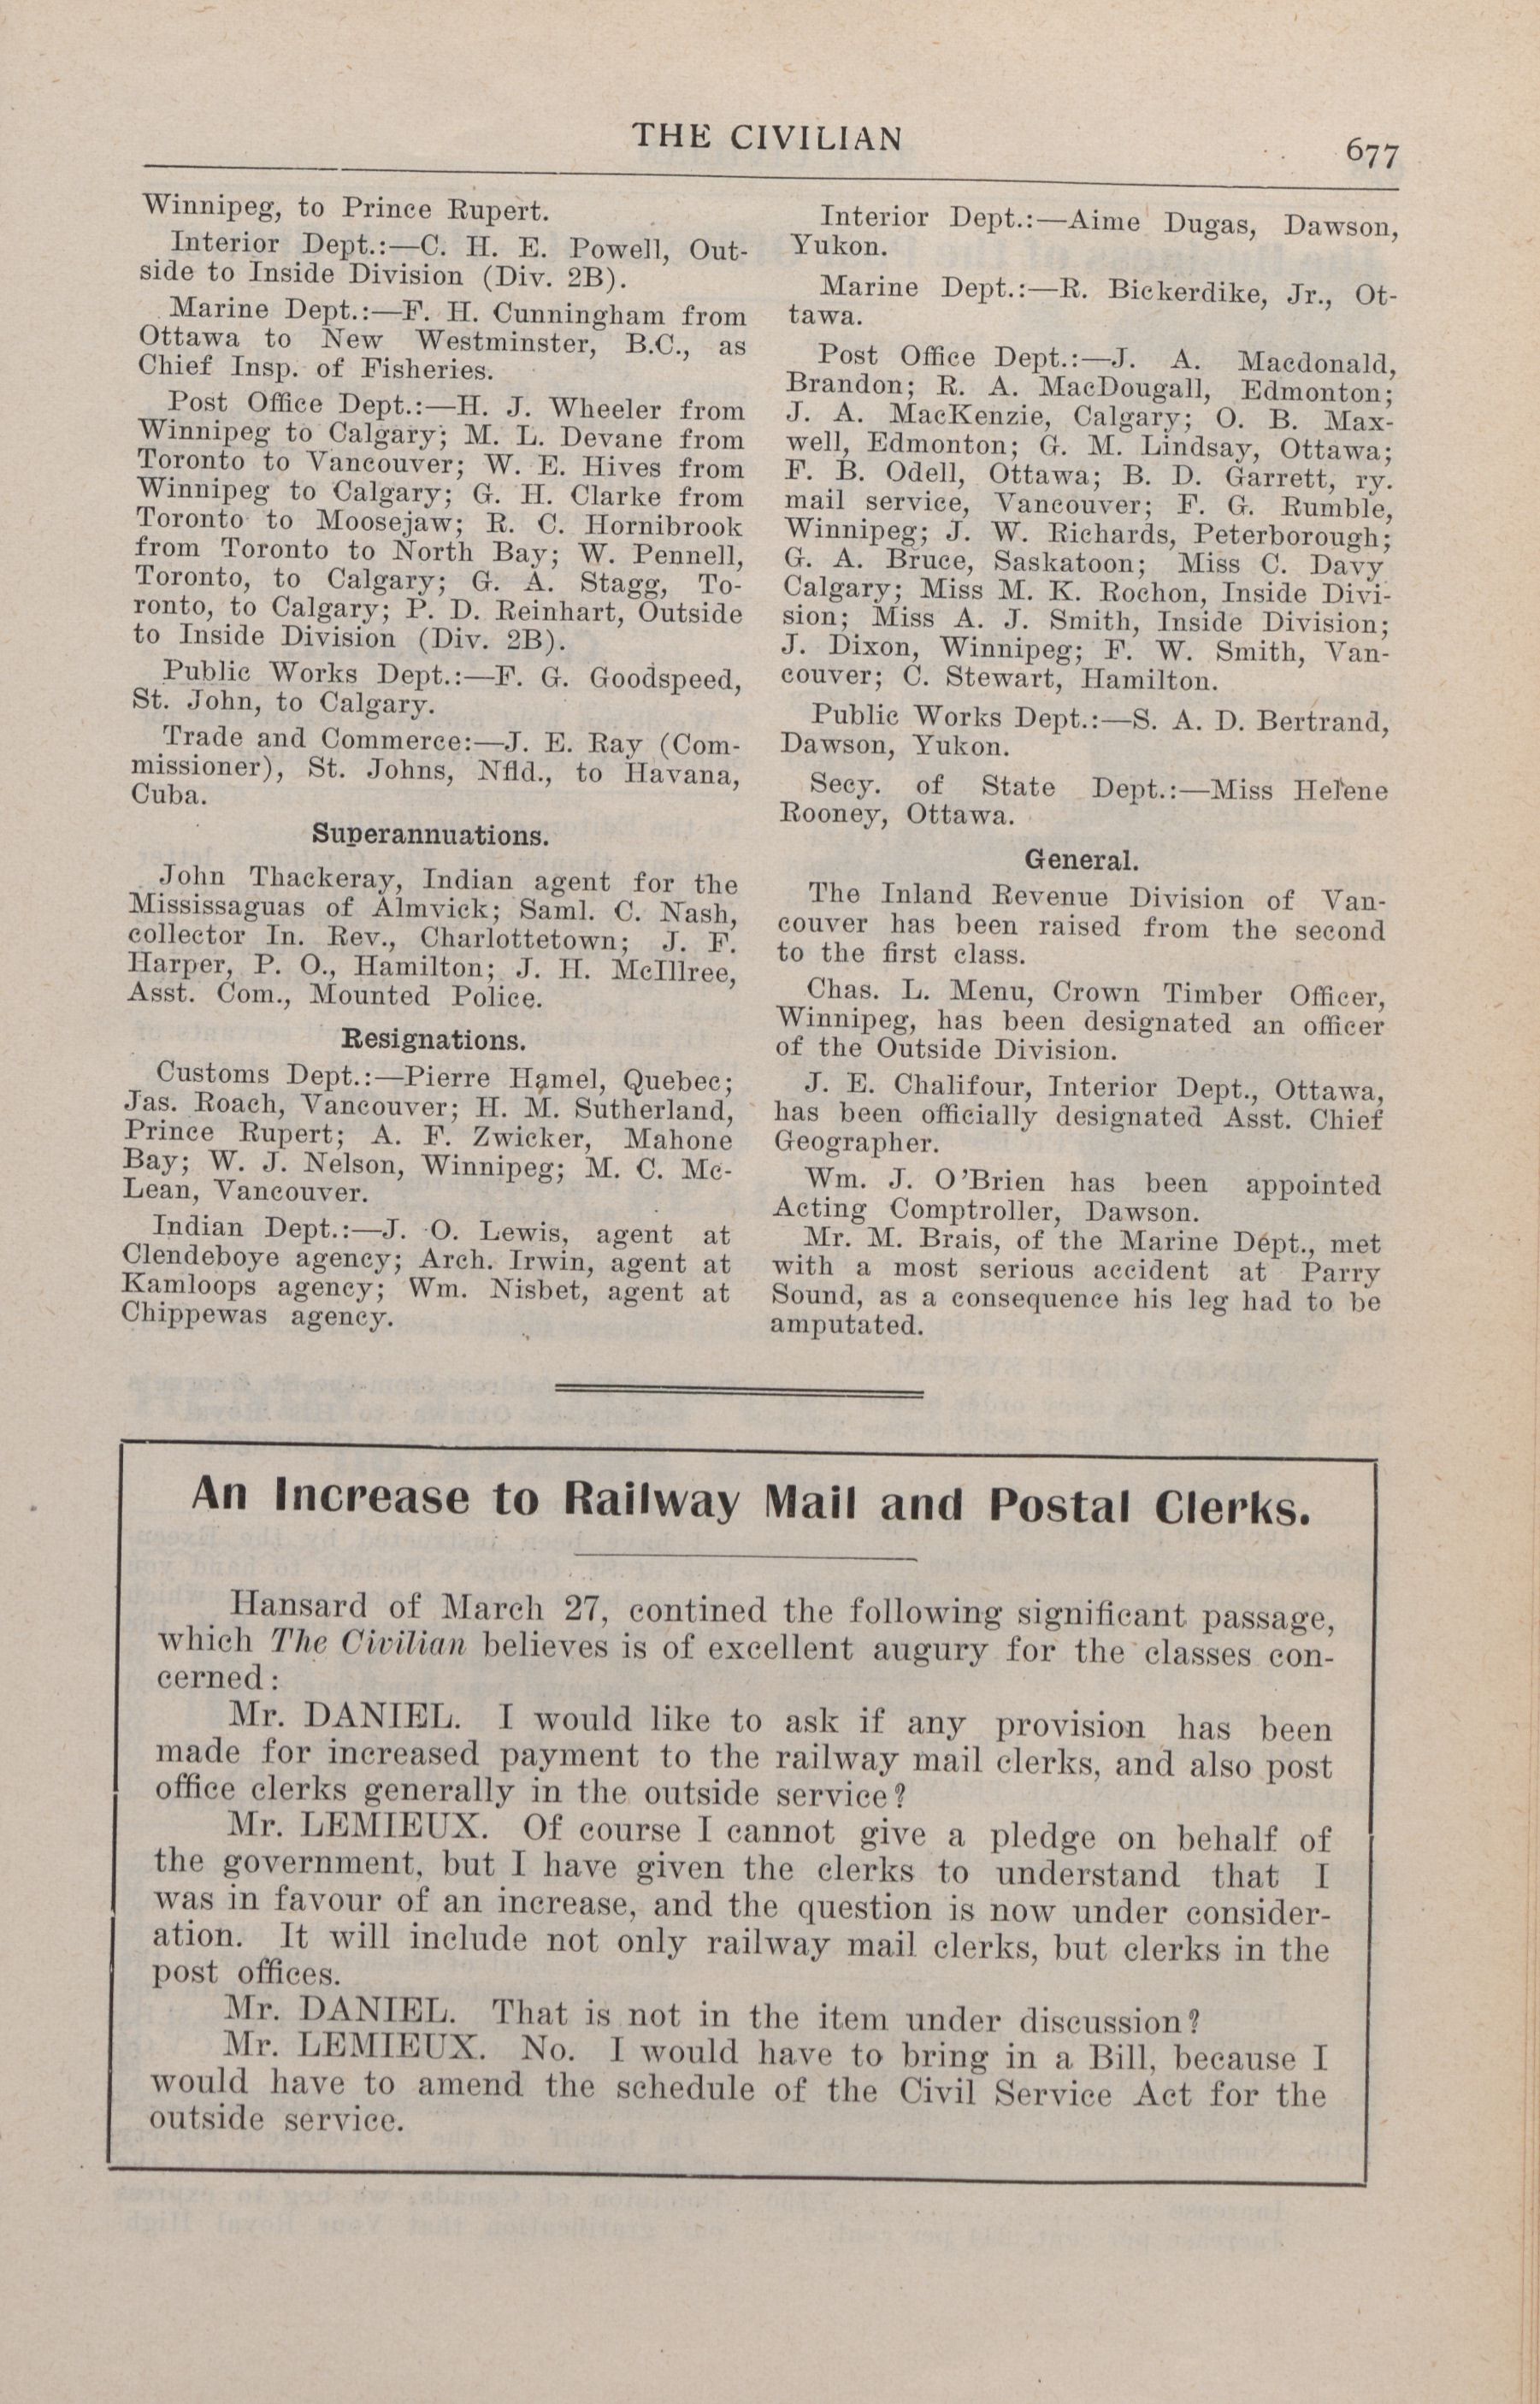 THE CIVILIAN
677
Winnipeg, to Prince Rupert.
Interior Dept.:—C. H. E. Powell, Out-
side to Inside Division (Div. 2B).
Marine Dept.:—F. H. Cunningham from
Ottawa to New Westminster, B.C., as
Chief Insp. of Fisheries.
Post Office Dept.:—H. J. Wheeler from
Winnipeg to Calgary; M. L. Devane from
Toronto to Vancouver; W. E. Hives from
Winnipeg to Calgary; G. H. Clarke from
Toronto to Moosejaw; R. C. Hornibrook
from Toronto to North Bay; W. Pennell,
Toronto, to Calgary; G. A. Stagg, To-
ronto, to Calgary; P. D. Reinhart, Outside
to Inside Division (Div. 2B).
Public Works Dept.:—F. G. Goodspeed,
St. John, to Calgary.
Trade and Commerce:—J. E. Ray (Com-
missioner), St. Johns, Nfld., to Havana,
Cuba.
Superannuations.
John Thackeray, Indian agent for the
Mississaguas of Almvick; Saml. C. Nash,
collector In. Rev., Charlottetown; J. F.
Harper, P. O., Hamilton; J. H. McIllree,
Asst. Com., Mounted Police.
Resignations.
Customs Dept.:—Pierre Hamel, Quebec;
Jas. Roach, Vancouver; H. M. Sutherland,
Prince Rupert; A. F. Zwicker, Mahone
Bay; W. J. Nelson, Winnipeg; M. C. Mc-
Lean, Vancouver.
Indian Dept.:—J. O. Lewis, agent at
Clendeboye agency; Arch. Irwin, agent at
Kamloops agency; Wm. Nisbet, agent at
Chippewas agency.
Interior Dept.:—Aime Dugas, Dawson,
Yukon.
Marine Dept.:—R. Bickerdike, Jr., Ot-
tawa.
Post Office Dept.:—J. A. Macdonald,
Brandon; R. A. MacDougall, Edmonton;
J. A. MacKenzie, Calgary; O. B. Max-
well, Edmonton; G. M. Lindsay, Ottawa;
F. B. Odell, Ottawa; B. D. Garrett, ry.
mail service, Vancouver; F. G. Rumble,
Winnipeg; J. W. Richards, Peterborough;
G. A. Bruce, Saskatoon; Miss C. Davy
Calgary; Miss M. K. Rochon, Inside Divi-
sion; Miss A. J. Smith, Inside Division;
J. Dixon, Winnipeg; F. W. Smith, Van-
couver; C. Stewart, Hamilton.
Public Works Dept.:—S. A. D. Bertrand,
Dawson, Yukon.
Secy. of State Dept.:—Miss Helene
Rooney, Ottawa.
General.
The Inland Revenue Division of Van-
couver has been raised from the second
to the first class.
Chas. L. Menu, Crown Timber Officer,
Winnipeg, has been designated an officer
of the Outside Division.
J. E. Chalifour, Interior Dept., Ottawa,
has been officially designated Asst. Chief
Geographer.
Wm. J. O'Brien has been appointed
Acting Comptroller, Dawson.
Mr. M. Brais, of the Marine Dept., met
with a most serious accident at Parry
Sound, as a consequence his leg had to be
amputated.
An Increase to Railway Mail and Postal Clerks.
Hansard of March 27, contined the following significant passage,
which The Civilian believes is of excellent augury for the classes con-
cerned:
Mr. DANIEL. I would like to ask if any provision has been
made for increased payment to the railway mail clerks, and also post
office clerks generally in the outside service?
Mr. LEMIEUX. Of course I cannot give a pledge on behalf of
the government, but I have given the clerks to understand that I
was in favour of an increase, and the question is now under consider-
ation. It will include not only railway mail clerks, but clerks in the
post offices.
Mr. DANIEL. That is not in the item under discussion?
Mr. LEMIEUX. No. I would have to bring in a Bill, because I
would have to amend the schedule of the Civil Service Act for the
outside service.